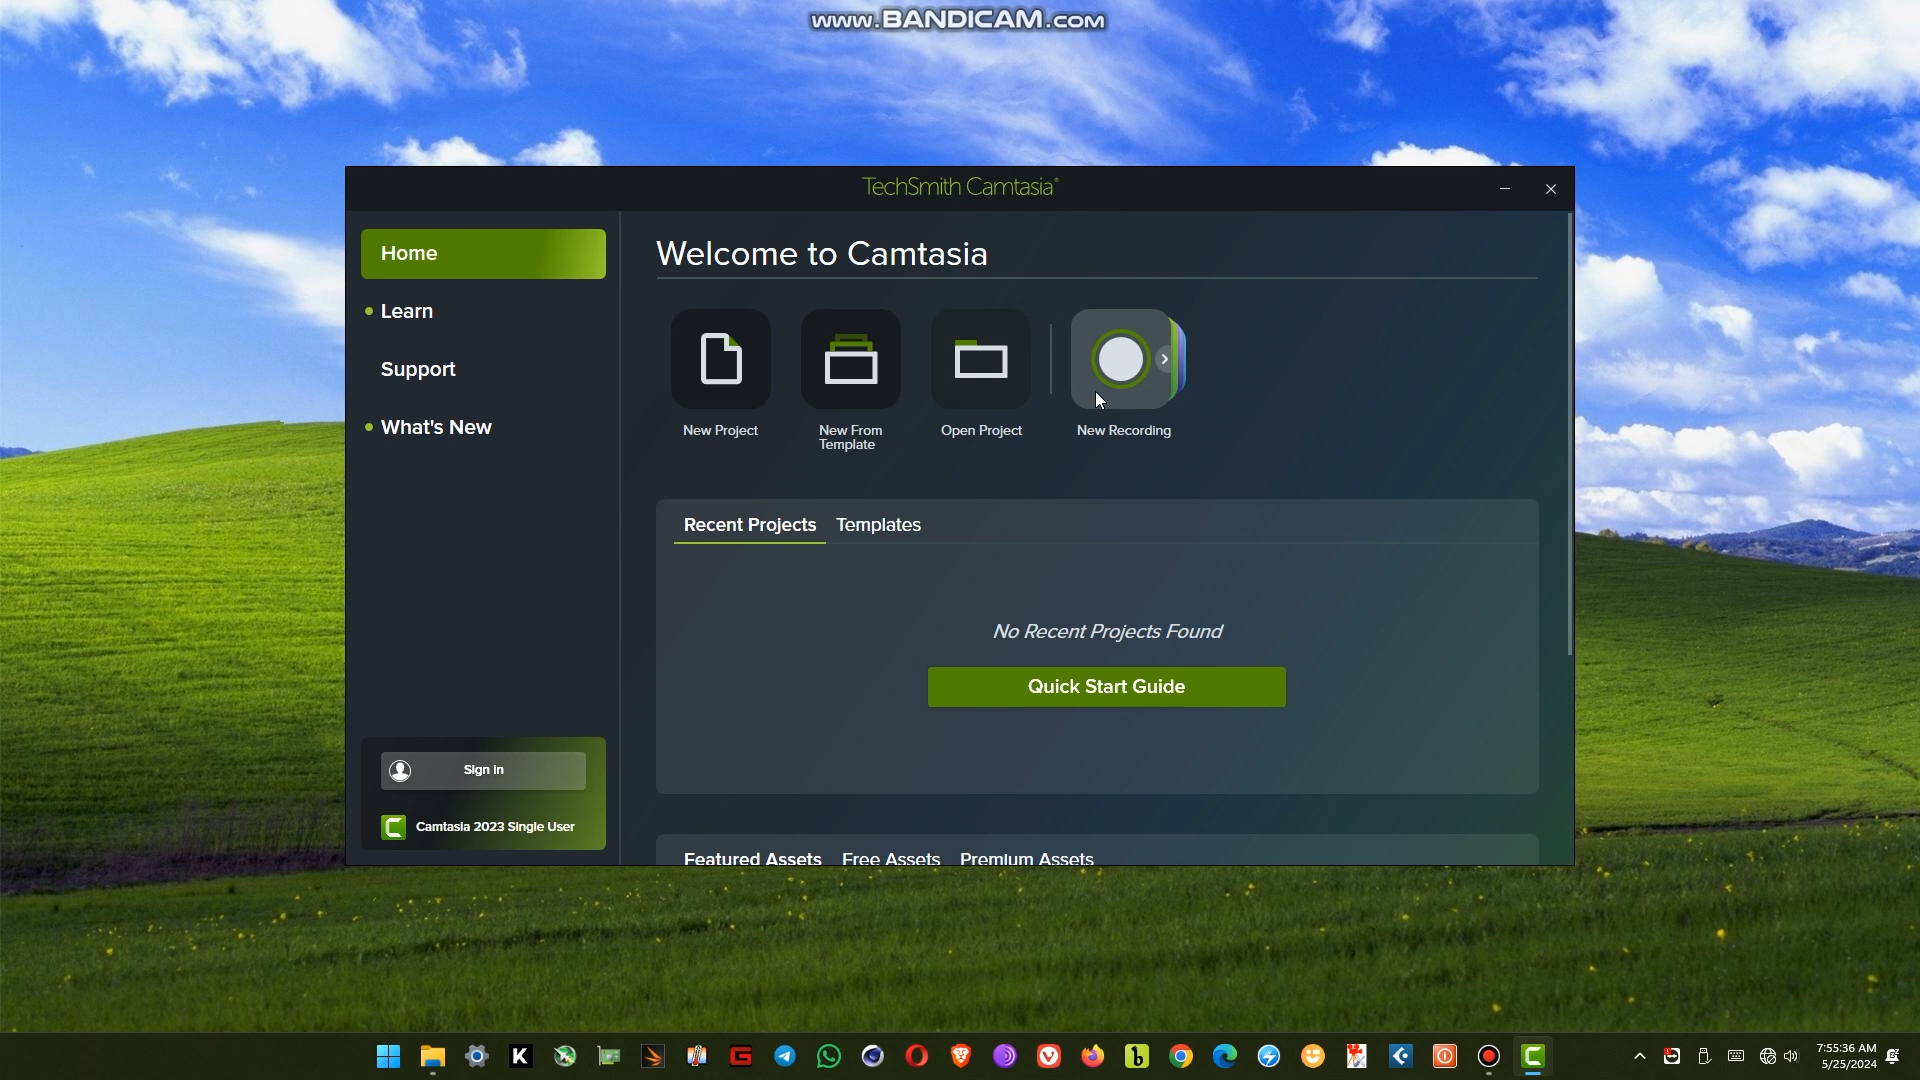 www.BANDICAM.com
TechSmith Camtasia®
Home
Learn
Support
What's New
Welcome to Camtasia
New Project
New From
Template
Open Project
New Recording
Recent Projects
Templates
No Recent Projects Found
Quick Start Guide
Sign in
Camtasia 2023 Single User
Featured Assets
Free Assets
Premium Assets
7:55:36 AM
5/25/2024